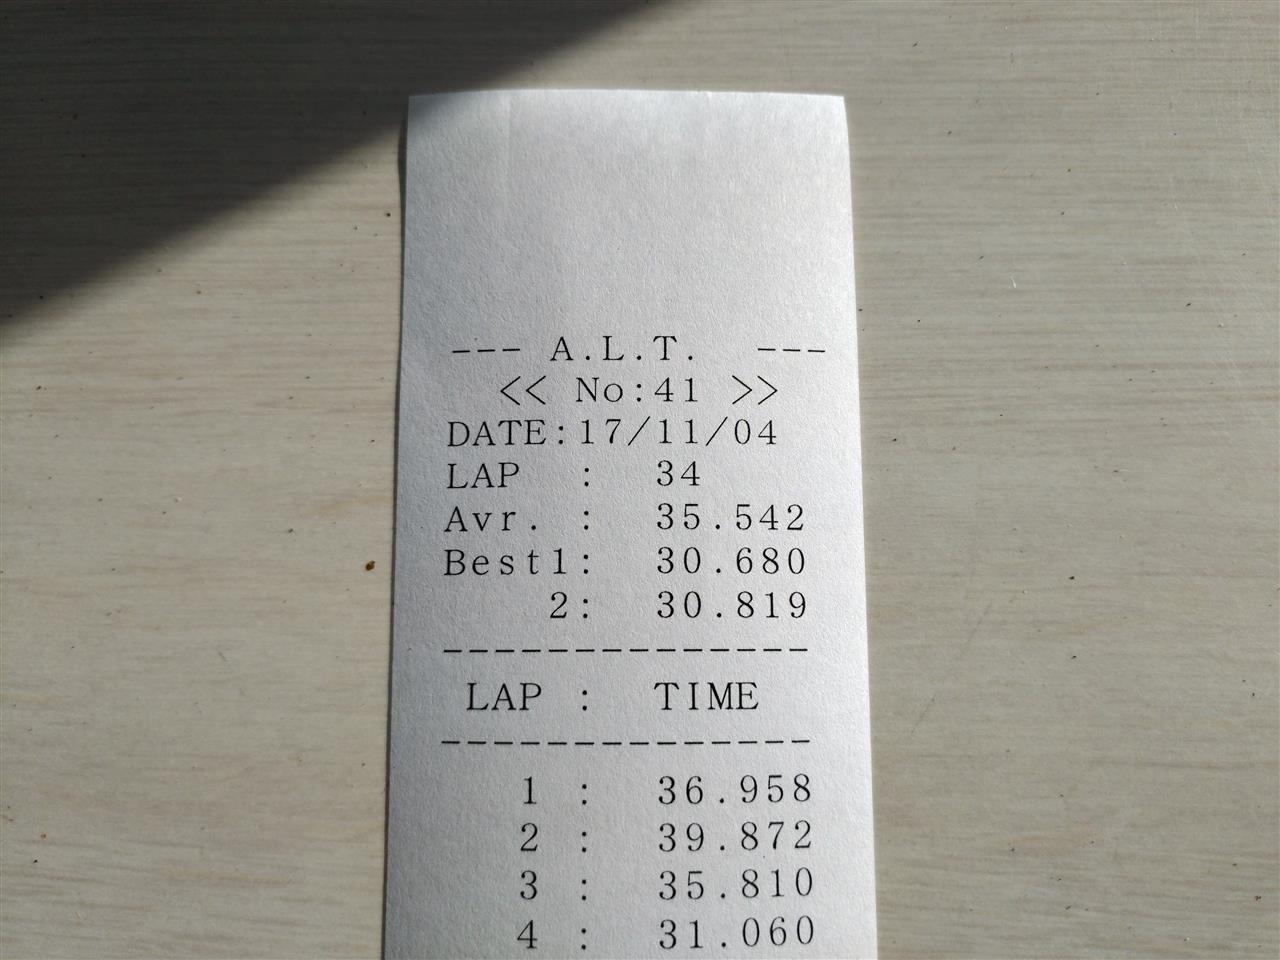 --- A.L.T. ---
<< No:41 >>
DATE:17/11/04
LAP : 34
Avr. : 35.542
Best1: 30.680
2: 30.819
--------------
LAP : TIME
--------------
1 : 36.958
2 : 39.872
3 : 35.810
4 : 31.060